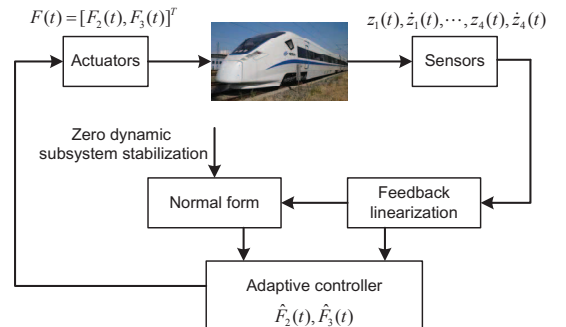 F(t) = [F₂(t), F₃(t)]ᵀ
z₁(t), ż₁(t), ⋯, z₄(t), ż₄(t)
Actuators
Sensors
Zero dynamic
subsystem stabilization
Normal form
Feedback
linearization
Adaptive controller
F̂₂(t), F̂₃(t)